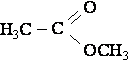 O
H₃C – C
OCH₃